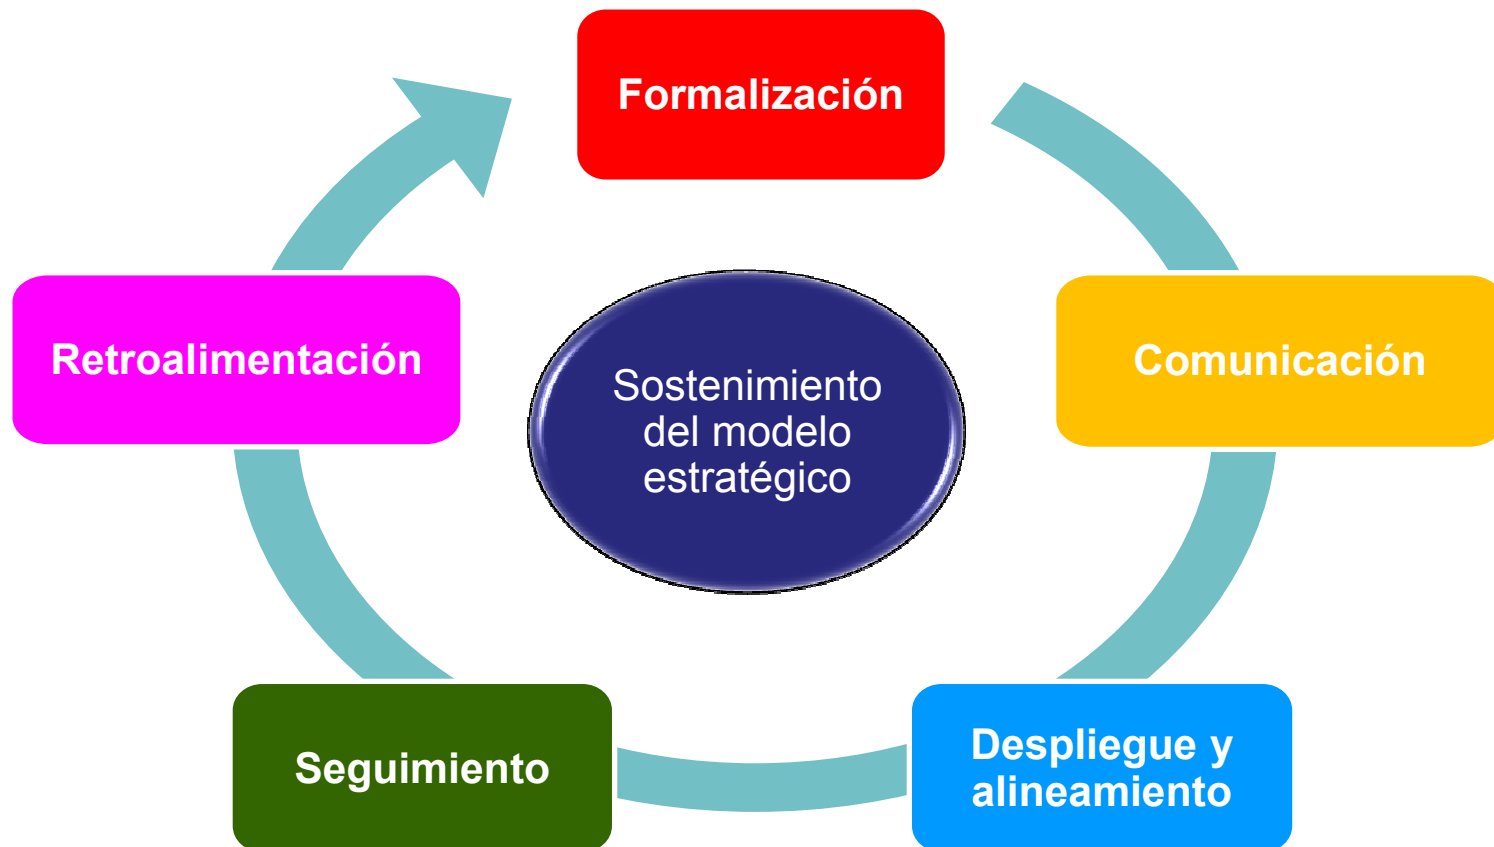 Formalización
Comunicación
Despliegue y
alineamiento
Seguimiento
Retroalimentación
Sostenimiento
del modelo
estratégico